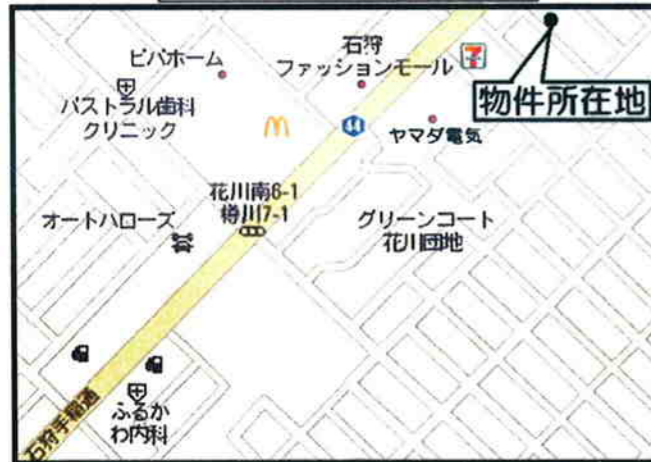 ビバホーム
石狩
ファッションモール
7
物件所在地
パストラル歯科
クリニック
44
ヤマダ電気
花川南6-1
樽川7-1
オートハローズ
グリーンコート
花川団地
ふるか
わ内科
石狩手稲通